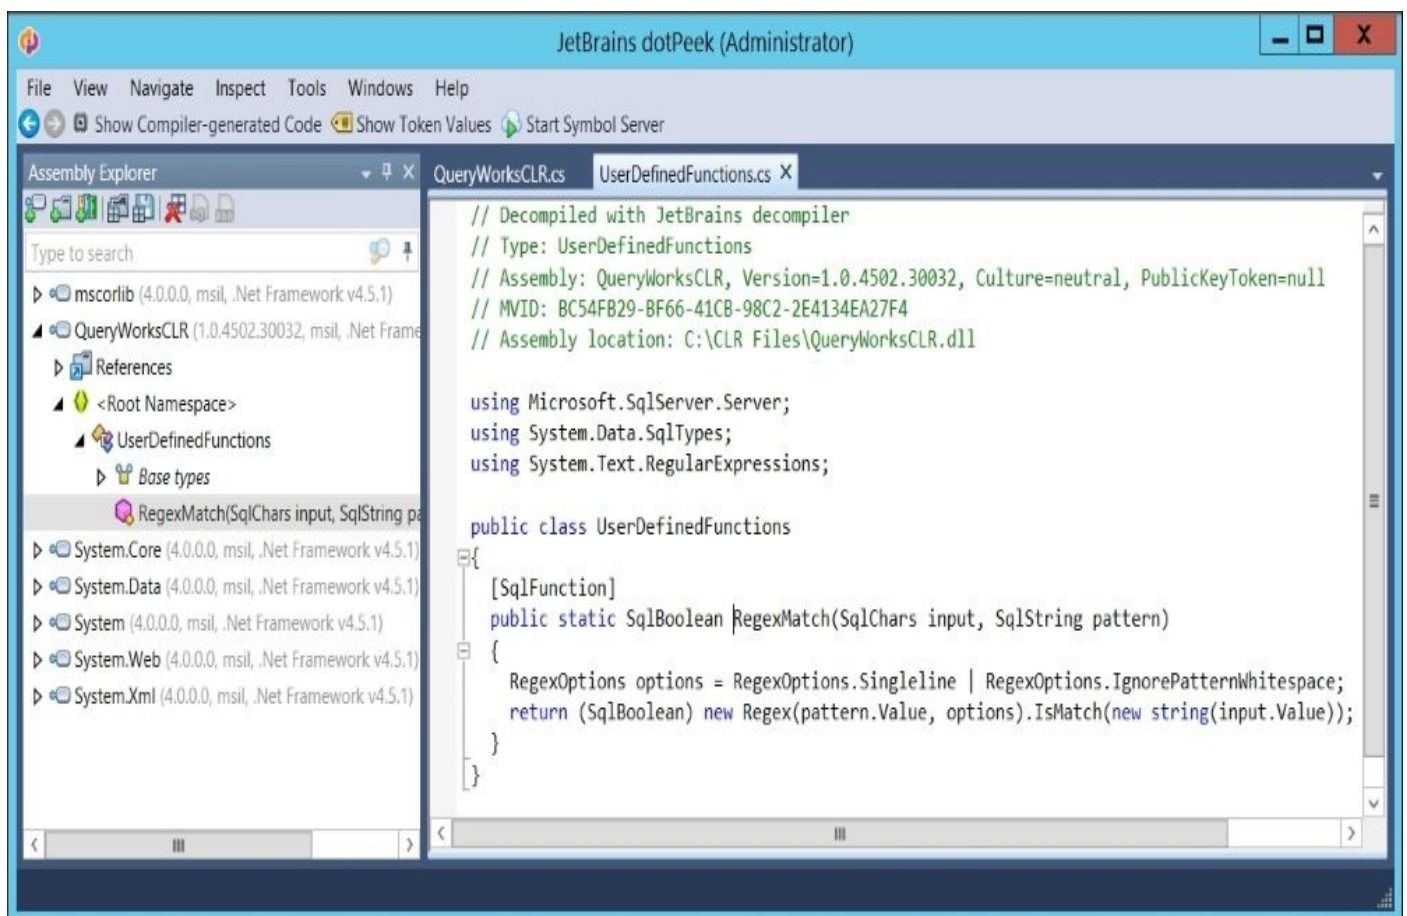 JetBrains dotPeek (Administrator)
File View Navigate Inspect Tools Windows Help
Show Compiler-generated Code Show Token Values Start Symbol Server
Assembly Explorer
Type to search
mscorlib (4.0.0.0, msil, .Net Framework v4.5.1)
QueryWorksCLR (1.0.4502.30032, msil, .Net Frame
References
<Root Namespace>
UserDefinedFunctions
Base types
RegexMatch(SqlChars input, SqlString pa
System.Core (4.0.0.0, msil, .Net Framework v4.5.1)
System.Data (4.0.0.0, msil, .Net Framework v4.5.1)
System (4.0.0.0, msil, .Net Framework v4.5.1)
System.Web (4.0.0.0, msil, .Net Framework v4.5.1)
System.Xml (4.0.0.0, msil, .Net Framework v4.5.1)
QueryWorksCLR.cs UserDefinedFunctions.cs X
// Decompiled with JetBrains decompiler
// Type: UserDefinedFunctions
// Assembly: QueryWorksCLR, Version=1.0.4502.30032, Culture=neutral, PublicKeyToken=null
// MVID: BC54FB29-BF66-41CB-98C2-2E4134EA27F4
// Assembly location: C:\CLR Files\QueryWorksCLR.dll
using Microsoft.SqlServer.Server;
using System.Data.SqlTypes;
using System.Text.RegularExpressions;
public class UserDefinedFunctions
{
[SqlFunction]
public static SqlBoolean RegexMatch(SqlChars input, SqlString pattern)
{
RegexOptions options = RegexOptions.Singleline | RegexOptions.IgnorePatternWhitespace;
return (SqlBoolean) new Regex(pattern.Value, options).IsMatch(new string(input.Value));
}
}